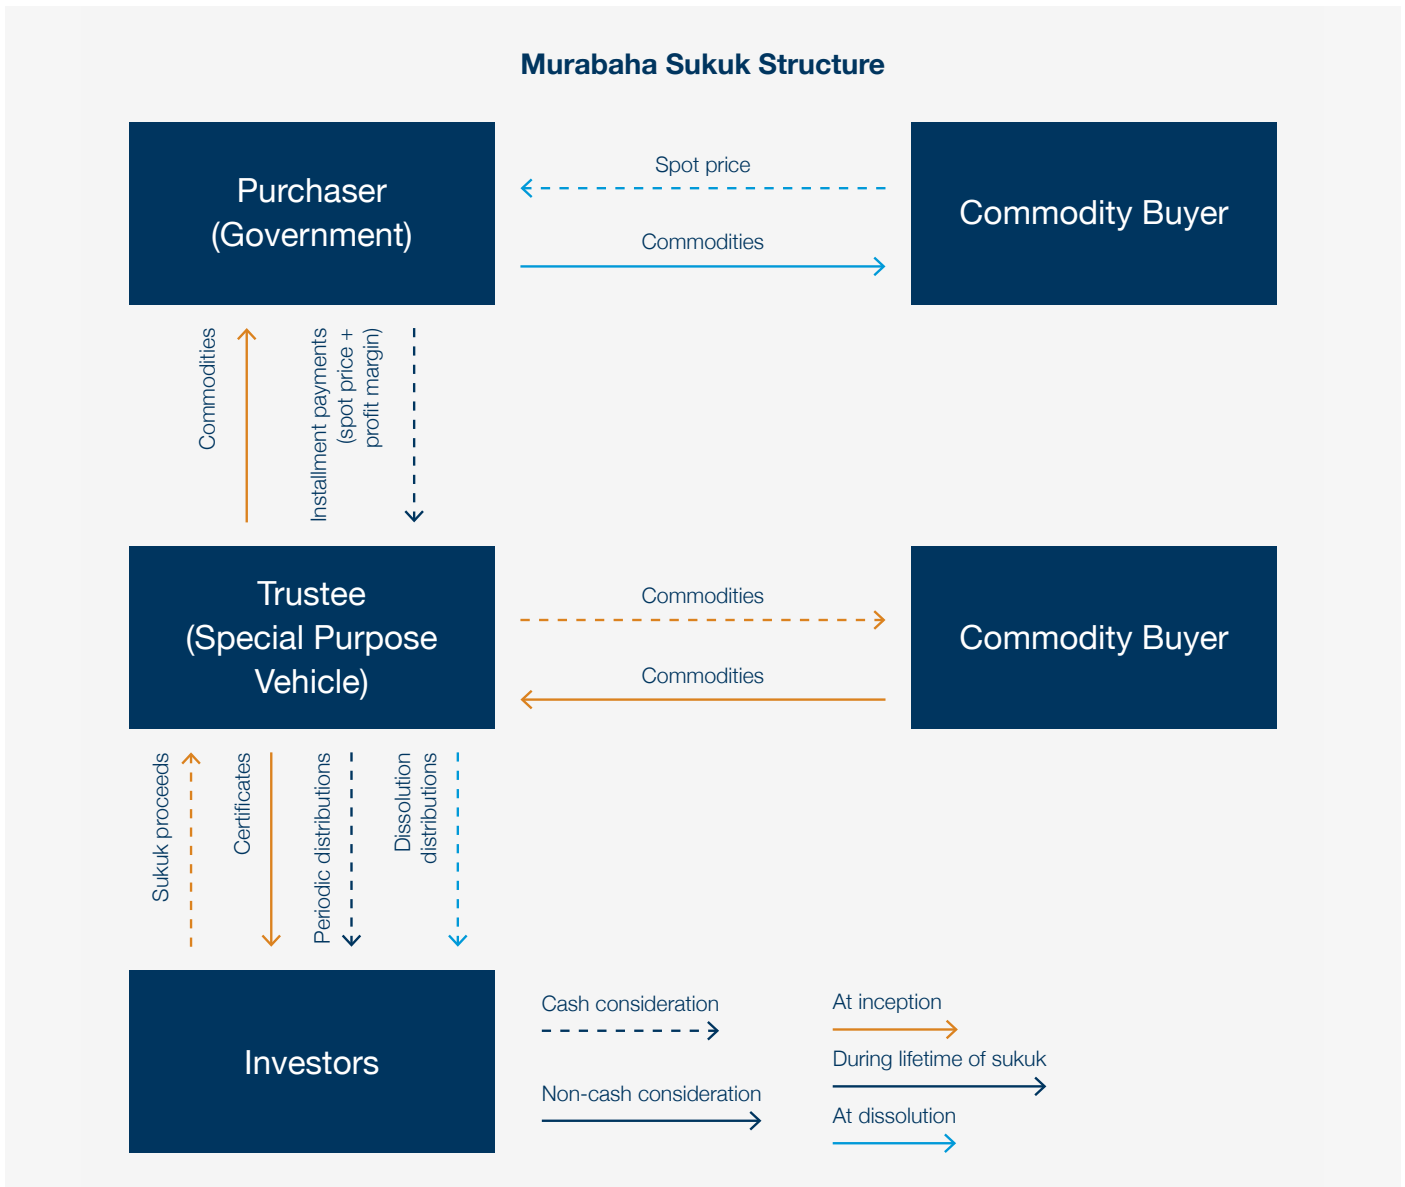 Murabaha Sukuk Structure
Purchaser
(Government)
Spot price
Commodities
Commodity Buyer
Commodities
Installment payments
(spot price +
profit margin)
Trustee
(Special Purpose
Vehicle)
Commodities
Commodities
Commodity Buyer
Sukuk proceeds
Certificates
Periodic distributions
Dissolution
distributions
Investors
Cash consideration
Non-cash consideration
At inception
During lifetime of sukuk
At dissolution